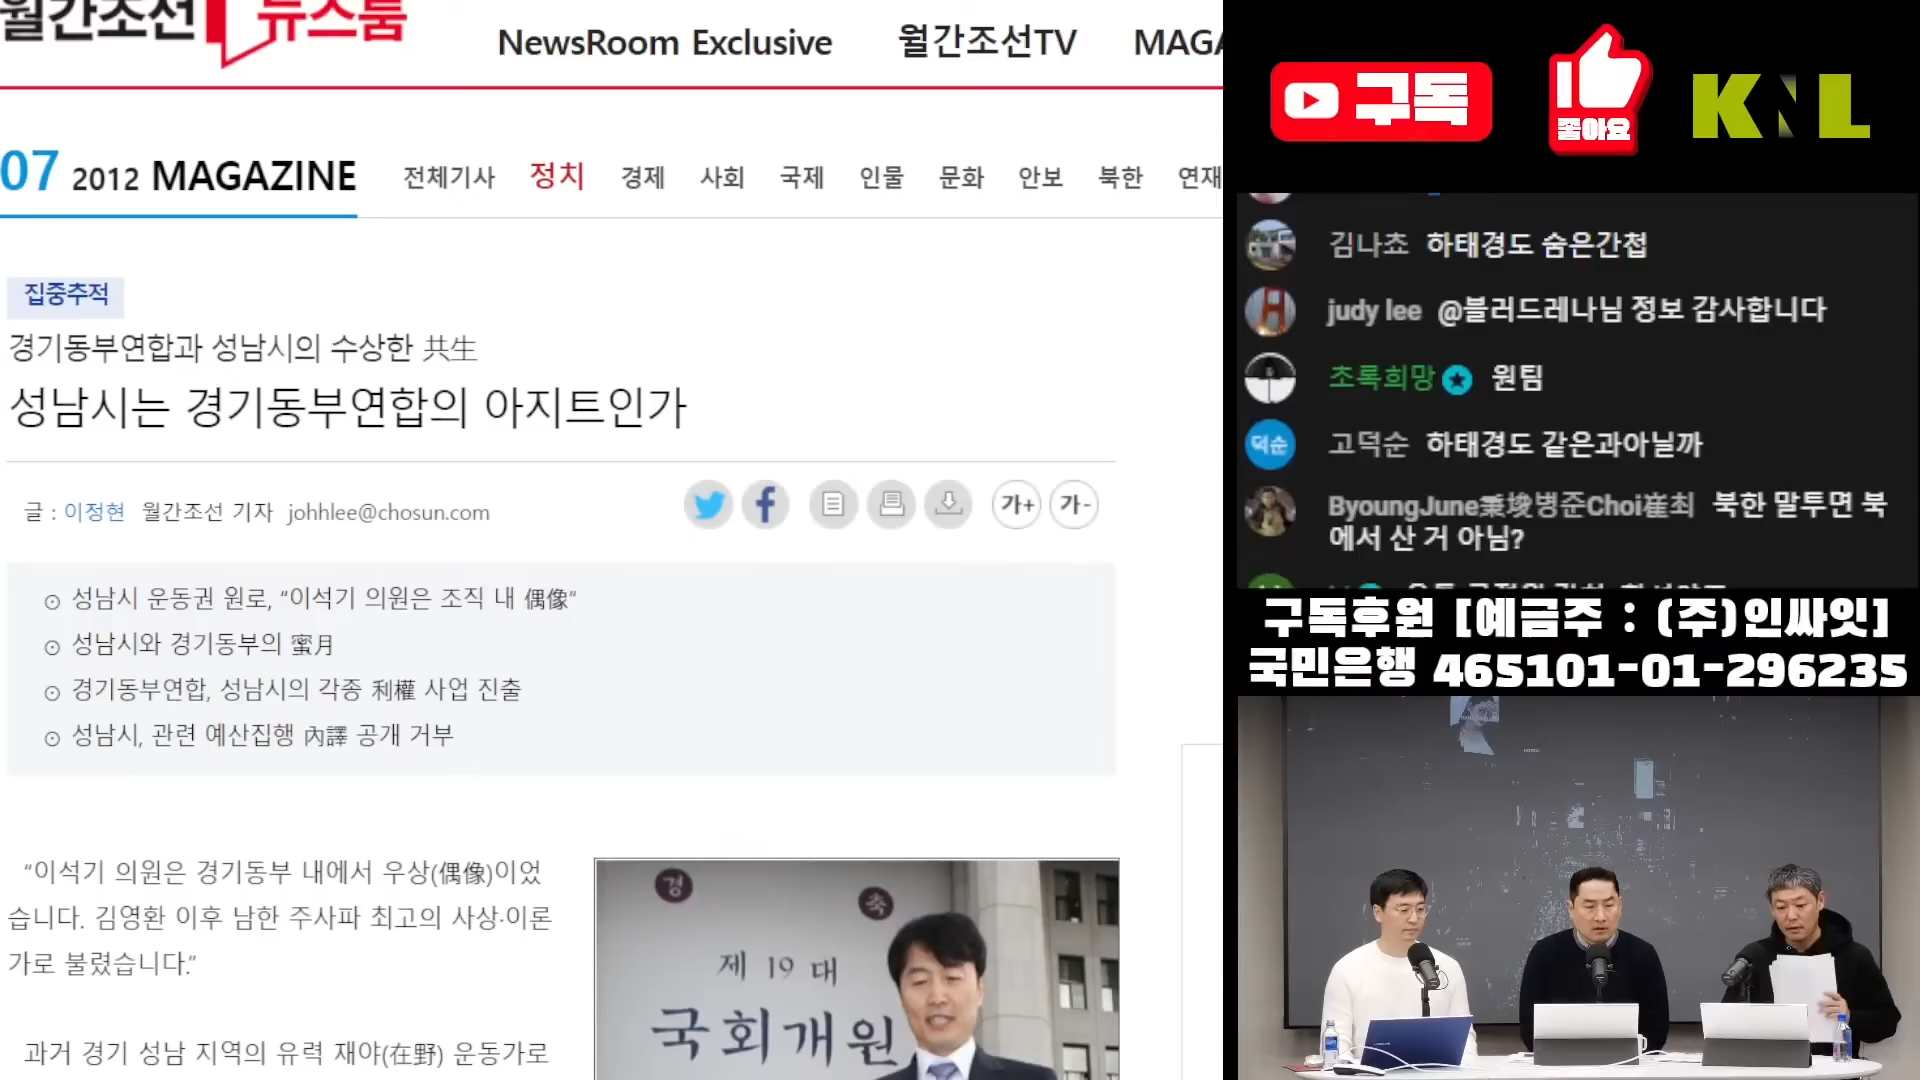 월간조선 뉴스룸
NewsRoom Exclusive 월간조선TV MAGA
07 2012 MAGAZINE
전체기사 정치 경제 사회 국제 인물 문화 안보 북한 연재
집중추적
경기동부연합과 성남시의 수상한 共生
성남시는 경기동부연합의 아지트인가
글 : 이정현 월간조선 기자 johhlee@chosun.com
가+ 가-
⊙ 성남시 운동권 원로, “이석기 의원은 조직 내 偶像”
⊙ 성남시와 경기동부의 蜜月
⊙ 경기동부연합, 성남시의 각종 利權 사업 진출
⊙ 성남시, 관련 예산집행 內譯 공개 거부
“이석기 의원은 경기동부 내에서 우상(偶像)이었
습니다. 김영환 이후 남한 주사파 최고의 사상·이론
가로 불렸습니다.”
과거 경기 성남 지역의 유력 재야(在野) 운동가로
경 축
제 19 대
국회개원
구독
좋아요
KNL
김나쵸 하태경도 숨은간첩
judy lee @블러드레나님 정보 감사합니다
초록희망 원팀
덕순 고덕순 하태경도 같은과아닐까
ByoungJune秉埈병준Choi崔최 북한 말투면 북
에서 산 거 아님?
구독후원 [예금주 : (주)인싸잇]
국민은행 465101-01-296235